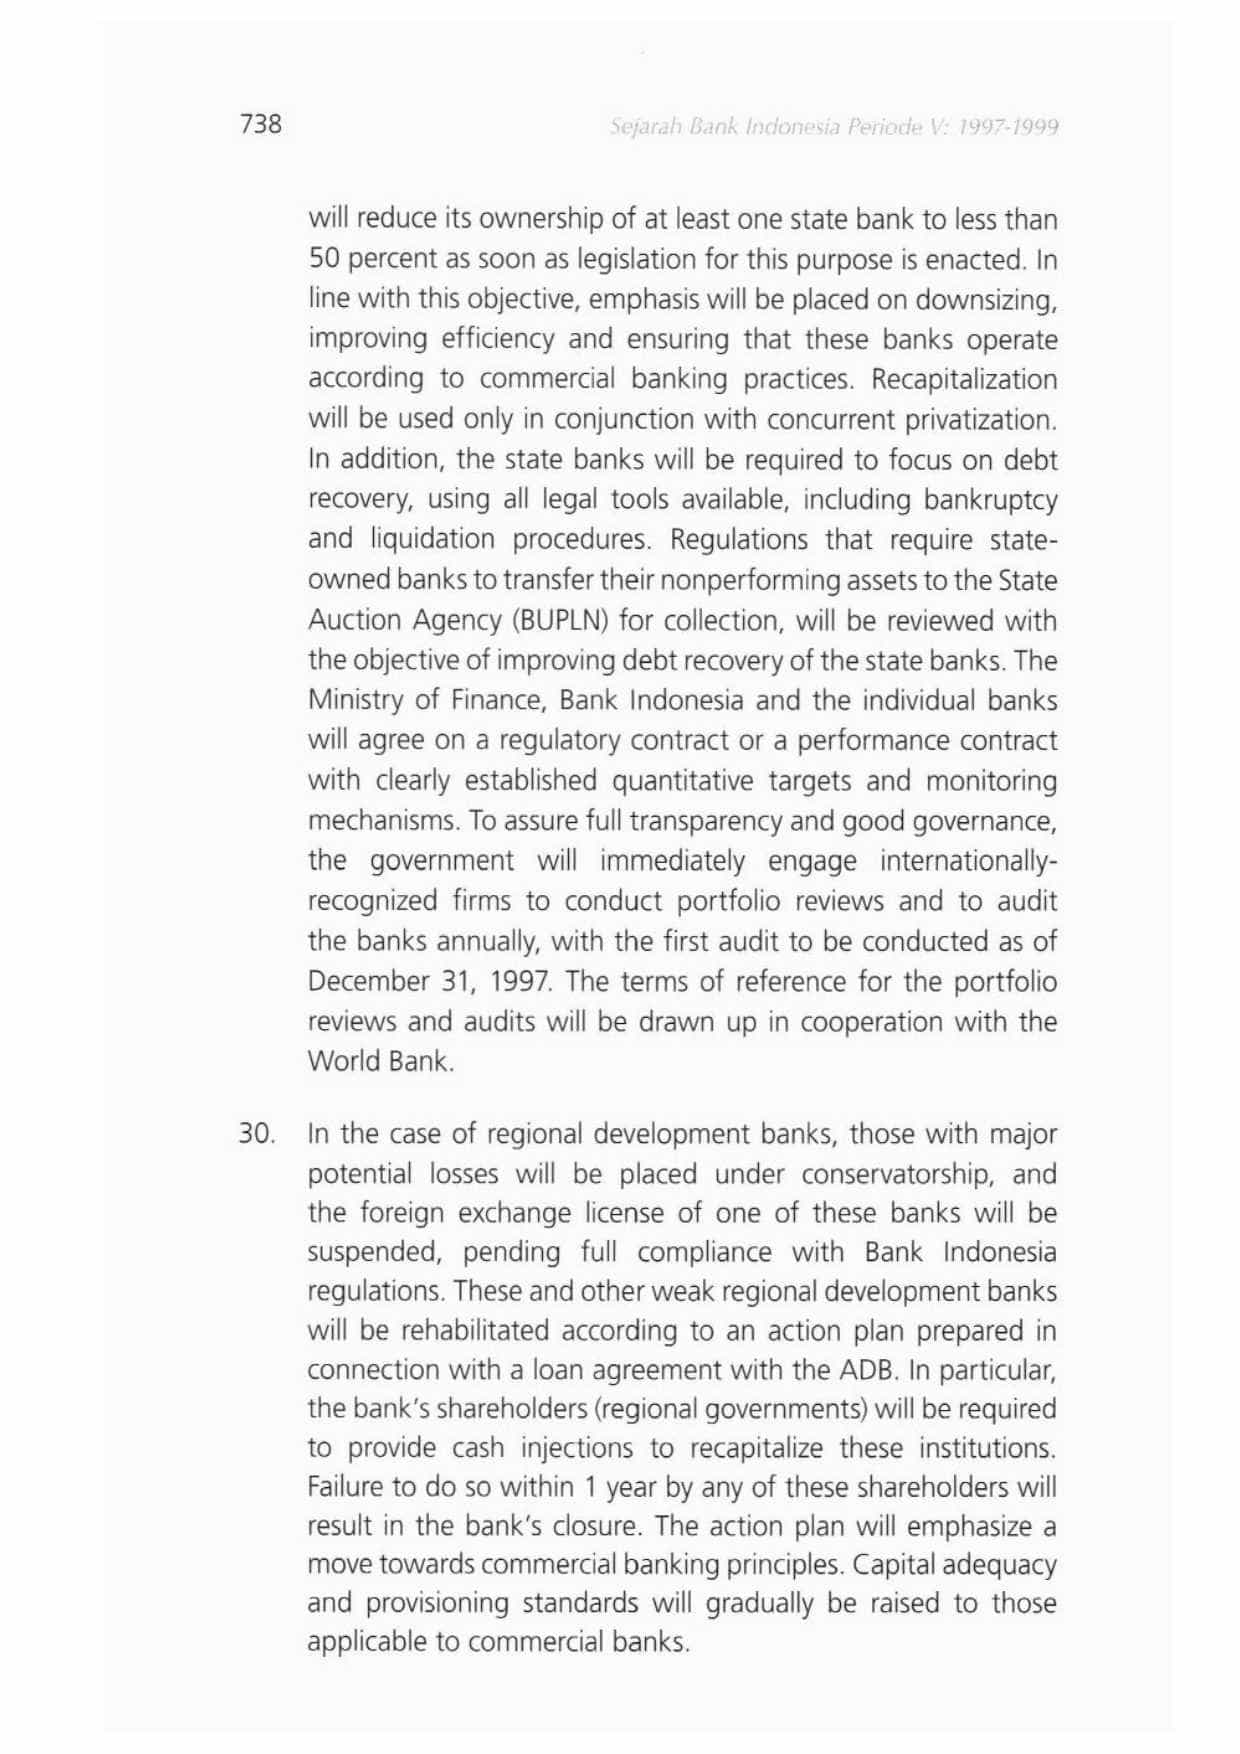 738
Sejarah Bank Indonesia Periode V: 1997-1999
will reduce its ownership of at least one state bank to less than
50 percent as soon as legislation for this purpose is enacted. In
line with this objective, emphasis will be placed on downsizing,
improving efficiency and ensuring that these banks operate
according to commercial banking practices. Recapitalization
will be used only in conjunction with concurrent privatization.
In addition, the state banks will be required to focus on debt
recovery, using all legal tools available, including bankruptcy
and liquidation procedures. Regulations that require state-
owned banks to transfer their nonperforming assets to the State
Auction Agency (BUPLN) for collection, will be reviewed with
the objective of improving debt recovery of the state banks. The
Ministry of Finance, Bank Indonesia and the individual banks
will agree on a regulatory contract or a performance contract
with clearly established quantitative targets and monitoring
mechanisms. To assure full transparency and good governance,
the government will immediately engage internationally-
recognized firms to conduct portfolio reviews and to audit
the banks annually, with the first audit to be conducted as of
December 31, 1997. The terms of reference for the portfolio
reviews and audits will be drawn up in cooperation with the
World Bank.
30. In the case of regional development banks, those with major
potential losses will be placed under conservatorship, and
the foreign exchange license of one of these banks will be
suspended, pending full compliance with Bank Indonesia
regulations. These and other weak regional development banks
will be rehabilitated according to an action plan prepared in
connection with a loan agreement with the ADB. In particular,
the bank's shareholders (regional governments) will be required
to provide cash injections to recapitalize these institutions.
Failure to do so within 1 year by any of these shareholders will
result in the bank's closure. The action plan will emphasize a
move towards commercial banking principles. Capital adequacy
and provisioning standards will gradually be raised to those
applicable to commercial banks.